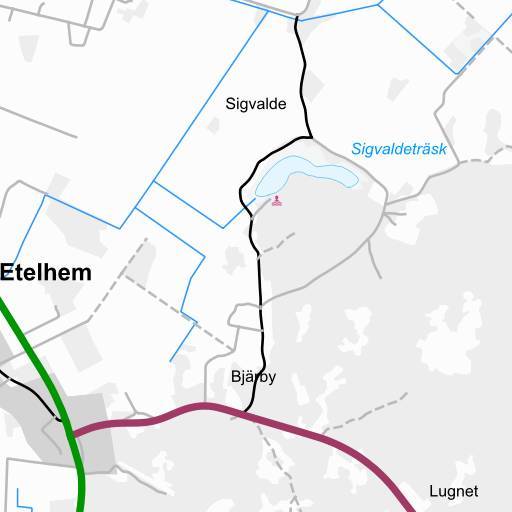 Sigvalde
Sigvaldeträsk
Etelhem
Bjärby
Lugnet